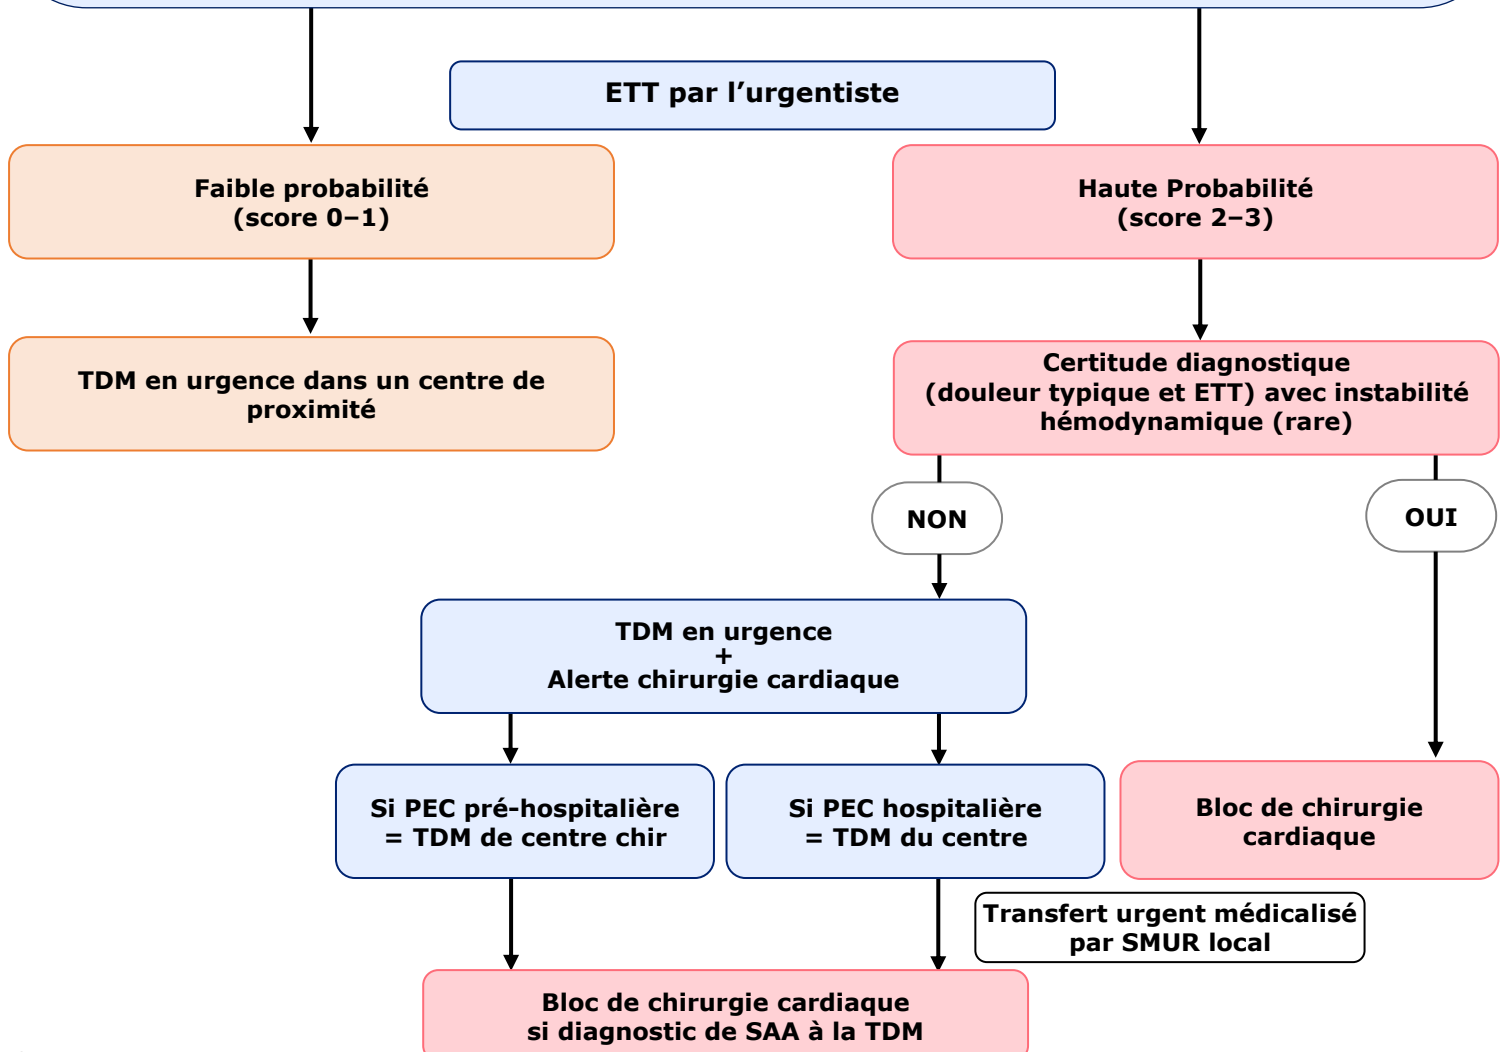 ETT par l’urgentiste
Faible probabilité
(score 0–1)
Haute Probabilité
(score 2–3)
TDM en urgence dans un centre de
proximité
Certitude diagnostique
(douleur typique et ETT) avec instabilité
hémodynamique (rare)
NON
OUI
TDM en urgence
+
Alerte chirurgie cardiaque
Si PEC pré-hospitalière
= TDM de centre chir
Si PEC hospitalière
= TDM du centre
Bloc de chirurgie
cardiaque
Transfert urgent médicalisé
par SMUR local
Bloc de chirurgie cardiaque
si diagnostic de SAA à la TDM